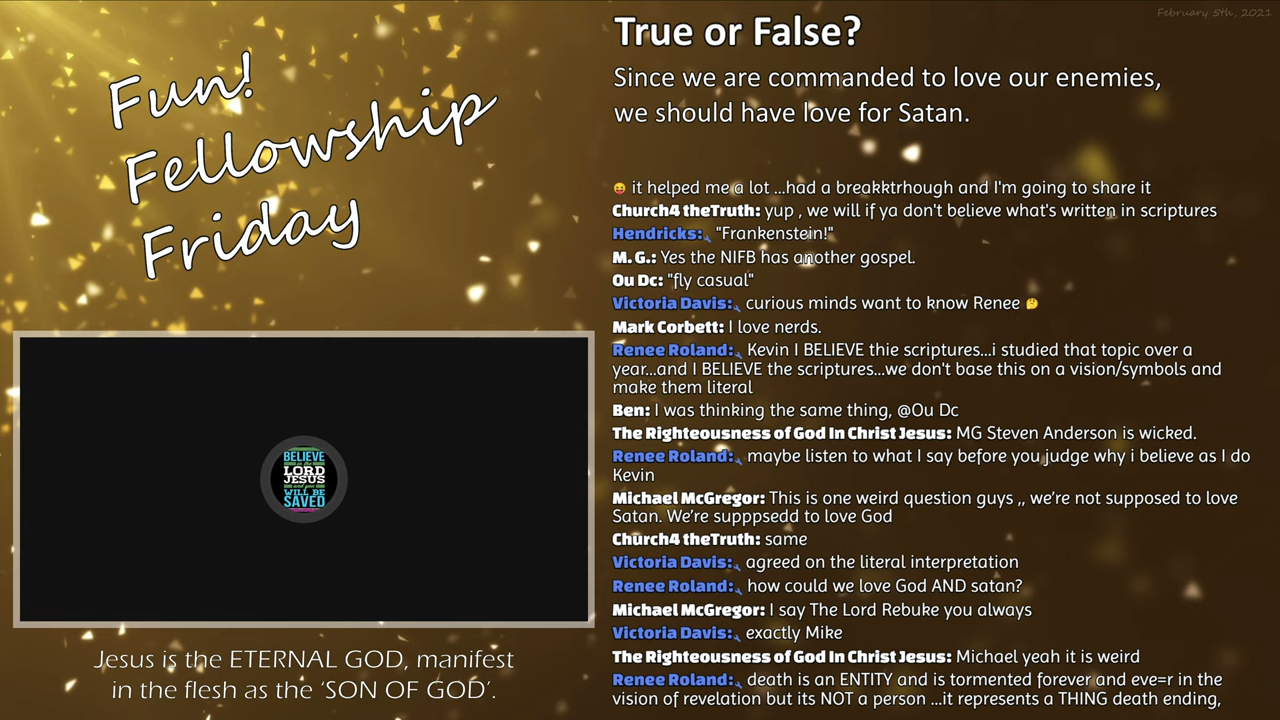 Fun!
Fellowship
Friday
BELIEVE
LORD
JESUS
WILL BE
SAVED
Jesus is the ETERNAL GOD, manifest
in the flesh as the ‘SON OF GOD’.
February 5th, 2021
True or False?
Since we are commanded to love our enemies,
we should have love for Satan.
😝 it helped me a lot ...had a breakktrhough and I'm going to share it
Church4 theTruth: yup , we will if ya don't believe what's written in scriptures
Hendricks: "Frankenstein!"
M. G.: Yes the NIFB has another gospel.
Ou Dc: "fly casual"
Victoria Davis: curious minds want to know Renee 🤔
Mark Corbett: I love nerds.
Renee Roland: Kevin I BELIEVE thie scriptures...i studied that topic over a
year...and I BELIEVE the scriptures...we don't base this on a vision/symbols and
make them literal
Ben: I was thinking the same thing, @Ou Dc
The Righteousness of God In Christ Jesus: MG Steven Anderson is wicked.
Renee Roland: maybe listen to what I say before you judge why i believe as I do
Kevin
Michael McGregor: This is one weird question guys ,, we’re not supposed to love
Satan. We’re supppsedd to love God
Church4 theTruth: same
Victoria Davis: agreed on the literal interpretation
Renee Roland: how could we love God AND satan?
Michael McGregor: I say The Lord Rebuke you always
Victoria Davis: exactly Mike
The Righteousness of God In Christ Jesus: Michael yeah it is weird
Renee Roland: death is an ENTITY and is tormented forever and eve=r in the
vision of revelation but its NOT a person ...it represents a THING death ending,